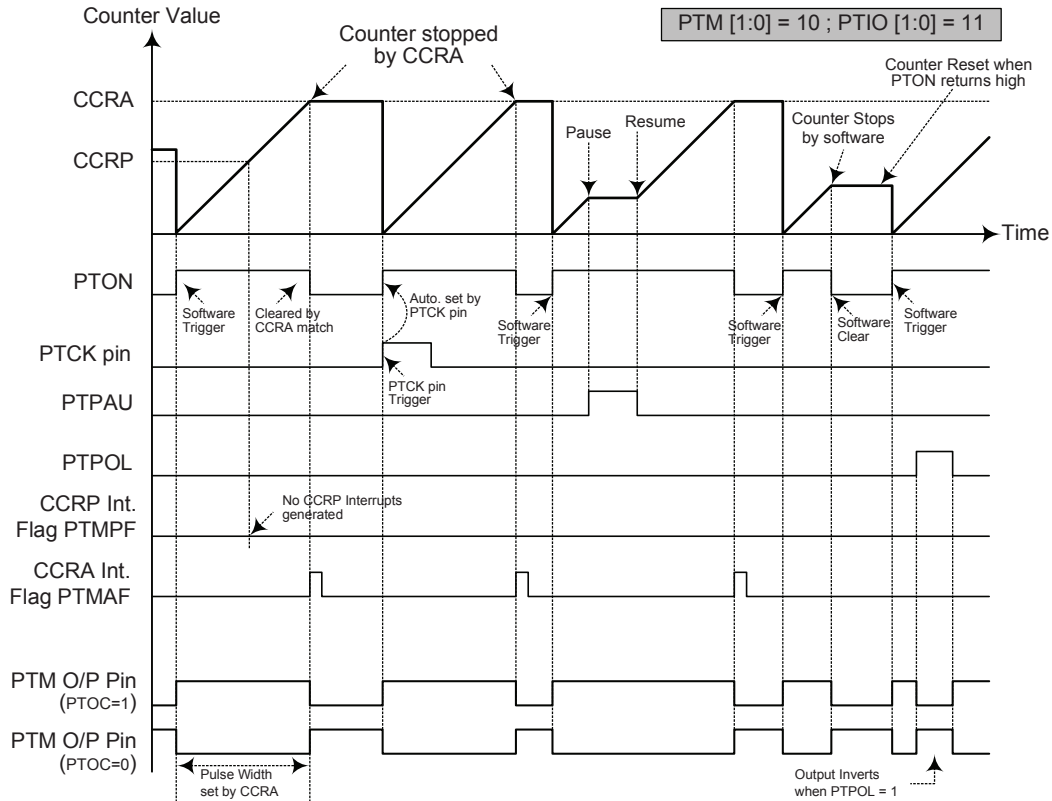 Counter Value
PTM [1:0] = 10 ; PTIO [1:0] = 11
Counter stopped
by CCRA
Counter Reset when
PTON returns high
CCRA
Pause
Resume
Counter Stops
by software
CCRP
Time
PTON
Software
Trigger
Cleared by
CCRA match
Auto. set by
PTCK pin
Software
Trigger
Software
Trigger
Software
Clear
Software
Trigger
PTCK pin
PTCK pin
Trigger
PTPAU
PTPOL
CCRP Int.
Flag PTMPF
No CCRP Interrupts
generated
CCRA Int.
Flag PTMAF
PTM O/P Pin
(PTOC=1)
PTM O/P Pin
(PTOC=0)
Pulse Width
set by CCRA
Output Inverts
when PTPOL = 1